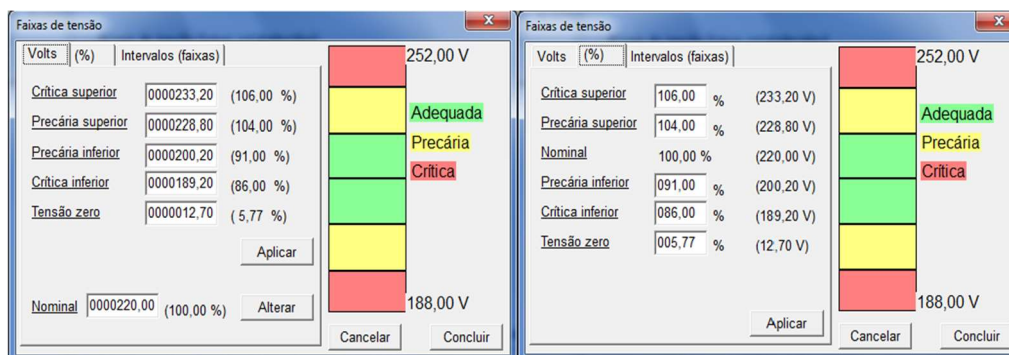 Faixas de tensão
x
Volts (%) Intervalos (faixas)
Crítica superior 0000233,20 (106,00 %)
Precária superior 0000228,80 (104,00 %)
Precária inferior 0000200,20 (91,00 %)
Crítica inferior 0000189,20 (86,00 %)
Tensão zero 0000012,70 ( 5,77 %)
Aplicar
Nominal 0000220,00 (100,00 %) Alterar
252,00 V
Adequada
Precária
Crítica
188,00 V
Cancelar Concluir
Faixas de tensão
x
Volts (%) Intervalos (faixas)
Crítica superior 106,00 % (233,20 V)
Precária superior 104,00 % (228,80 V)
Nominal 100,00 % (220,00 V)
Precária inferior 091,00 % (200,20 V)
Crítica inferior 086,00 % (189,20 V)
Tensão zero 005,77 % (12,70 V)
Aplicar
252,00 V
Adequada
Precária
Crítica
188,00 V
Cancelar Concluir